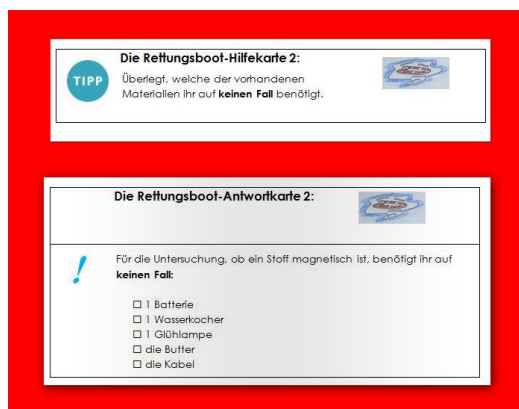 Die Rettungsboot-Hilfekarte 2:
TIPP
Überlegt, welche der vorhandenen
Materialien ihr auf keinen Fall benötigt.
Die Rettungsboot-Antwortkarte 2:
! Für die Untersuchung, ob ein Stoff magnetisch ist, benötigt ihr auf
keinen Fall:
☐ 1 Batterie
☐ 1 Wasserkocher
☐ 1 Glühlampe
☐ die Butter
☐ die Kabel